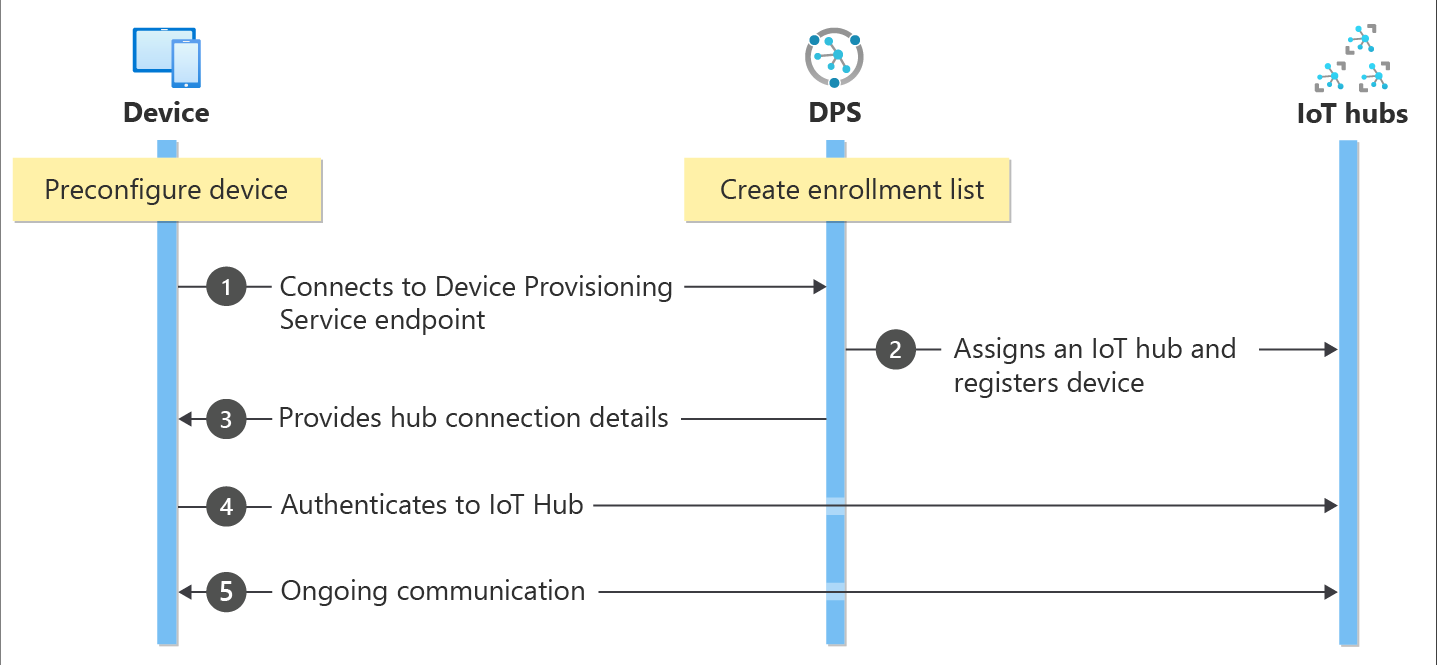 Device
DPS
IoT hubs
Preconfigure device
Create enrollment list
1
Connects to Device Provisioning
Service endpoint
2
Assigns an IoT hub and
registers device
3
Provides hub connection details
4
Authenticates to IoT Hub
5
Ongoing communication